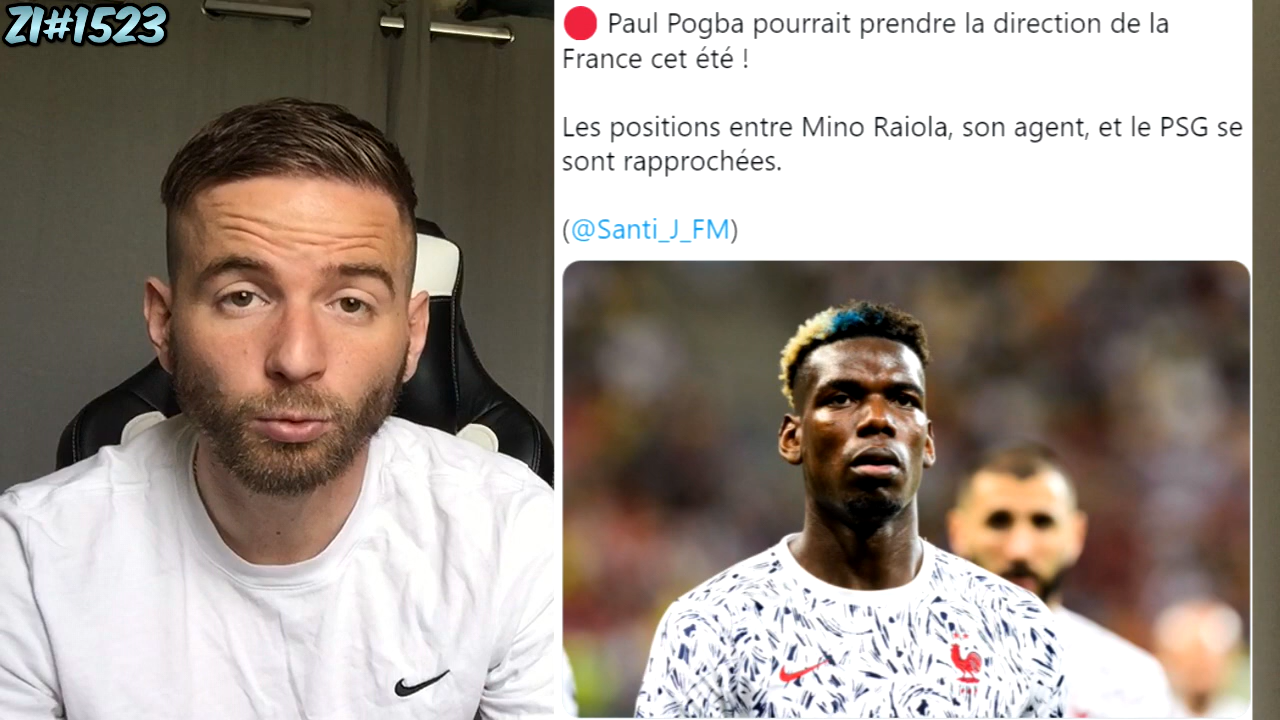 ZI#1523
🔴 Paul Pogba pourrait prendre la direction de la
France cet été !
Les positions entre Mino Raiola, son agent, et le PSG se
sont rapprochées.
(@Santi_J_FM)